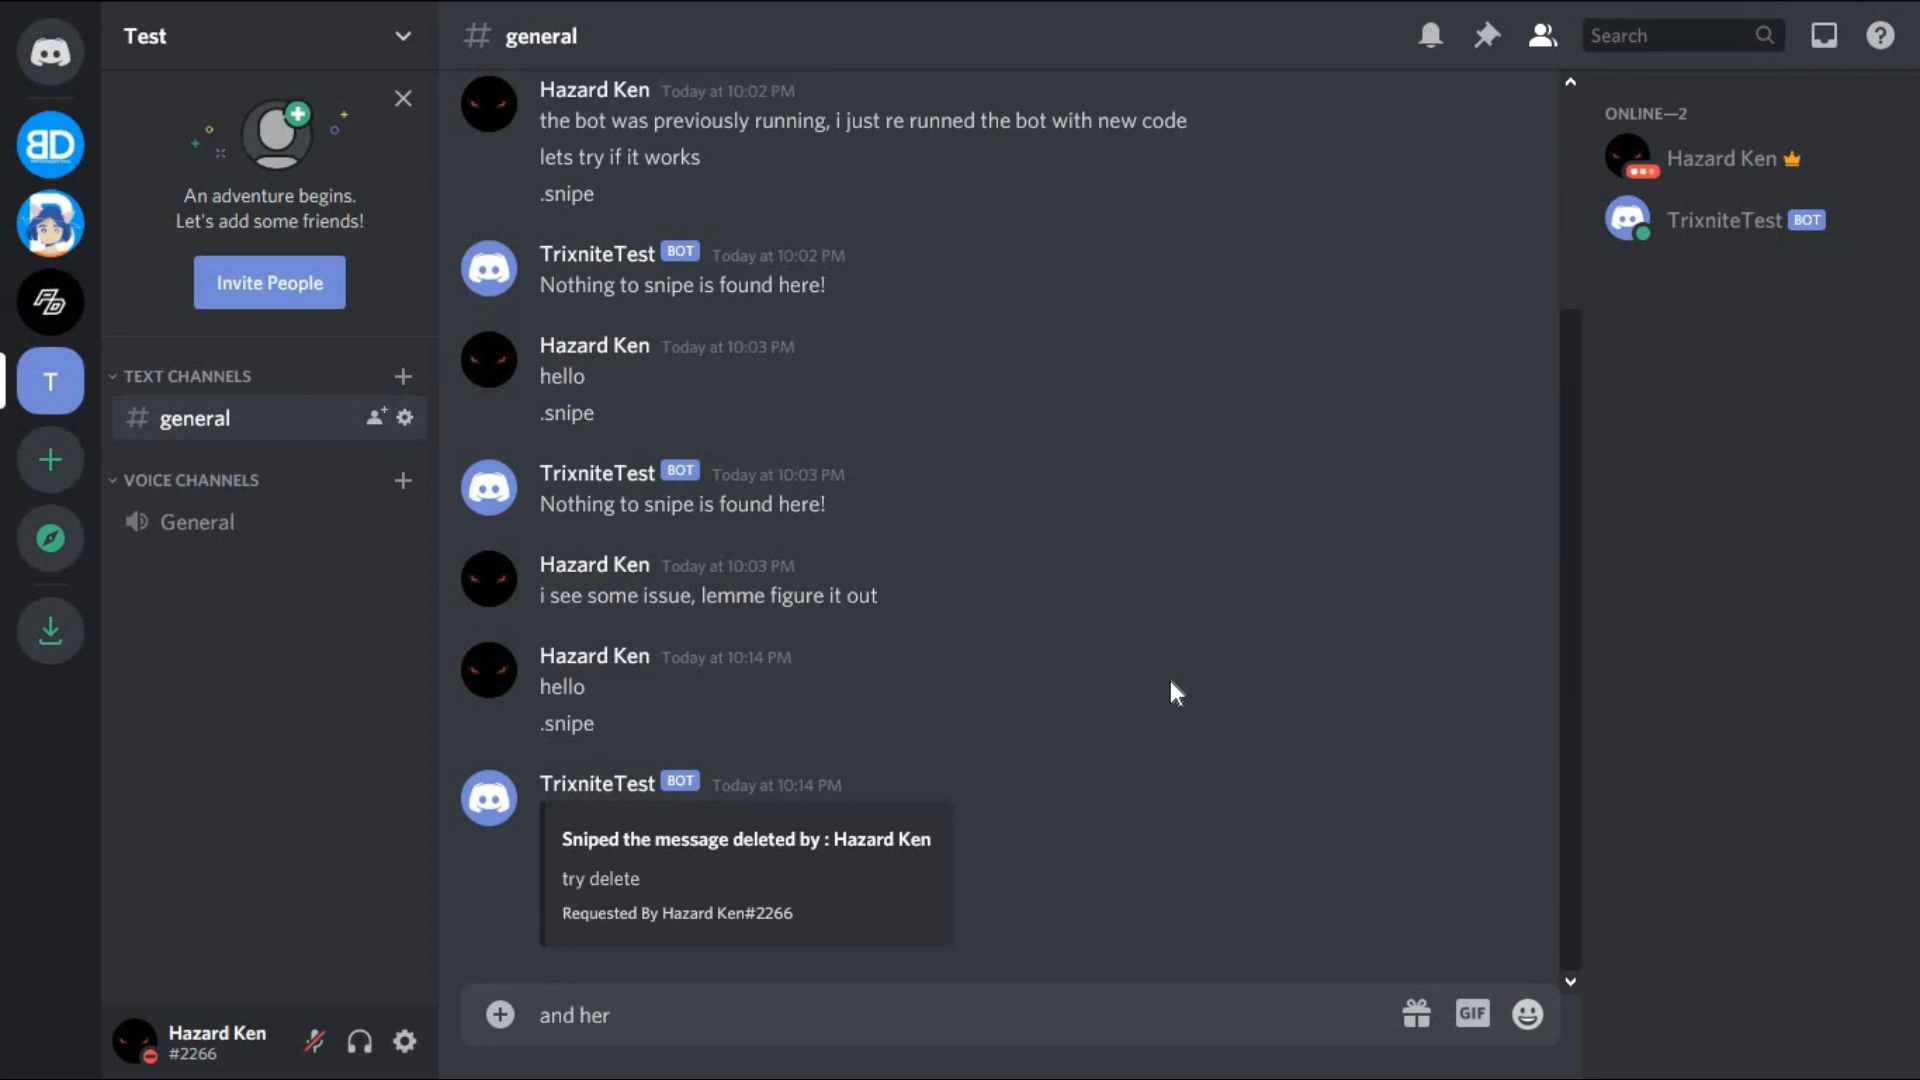 Test
An adventure begins.
Let's add some friends!
Invite People
TEXT CHANNELS
general
VOICE CHANNELS
General
Hazard Ken
#2266
BD
T
# general
Search
Hazard Ken Today at 10:02 PM
the bot was previously running, i just re runned the bot with new code
lets try if it works
.snipe
TrixniteTest BOT Today at 10:02 PM
Nothing to snipe is found here!
Hazard Ken Today at 10:03 PM
hello
.snipe
TrixniteTest BOT Today at 10:03 PM
Nothing to snipe is found here!
Hazard Ken Today at 10:03 PM
i see some issue, lemme figure it out
Hazard Ken Today at 10:14 PM
hello
.snipe
TrixniteTest BOT Today at 10:14 PM
Sniped the message deleted by : Hazard Ken
try delete
Requested By Hazard Ken#2266
and her
GIF
ONLINE—2
Hazard Ken
TrixniteTest BOT